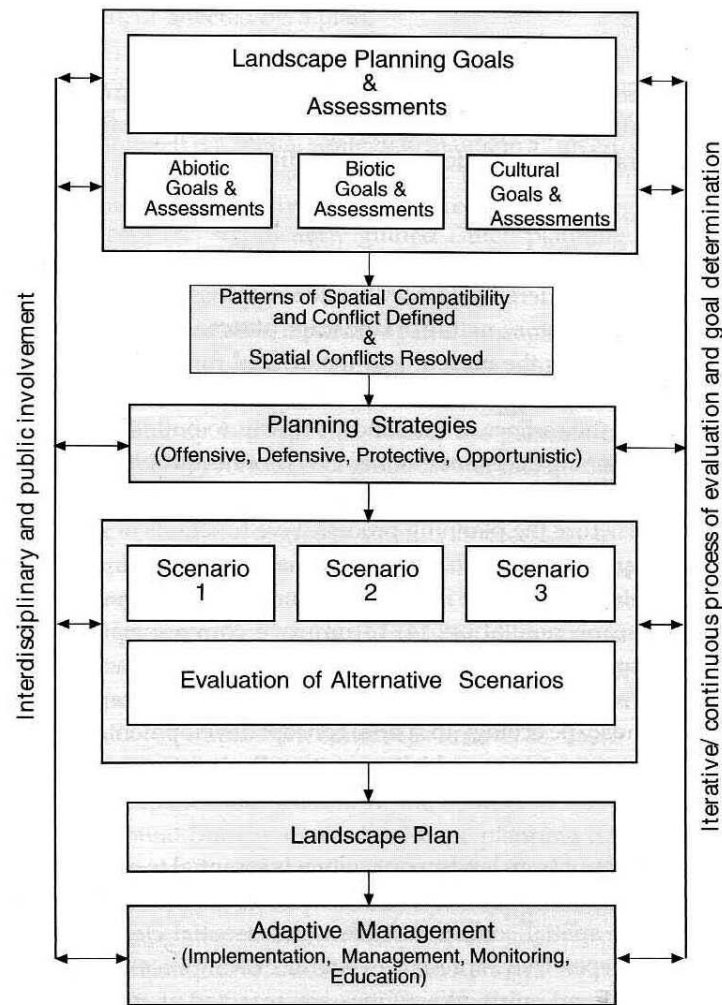 Landscape Planning Goals
&
Assessments
Abiotic
Goals &
Assessments
Biotic
Goals &
Assessments
Cultural
Goals &
Assessments
Patterns of Spatial Compatibility
and Conflict Defined
&
Spatial Conflicts Resolved
Planning Strategies
(Offensive, Defensive, Protective, Opportunistic)
Scenario
1
Scenario
2
Scenario
3
Evaluation of Alternative Scenarios
Landscape Plan
Adaptive Management
(Implementation, Management, Monitoring,
Education)
Interdisciplinary and public involvement
Iterative/ continuous process of evaluation and goal determination